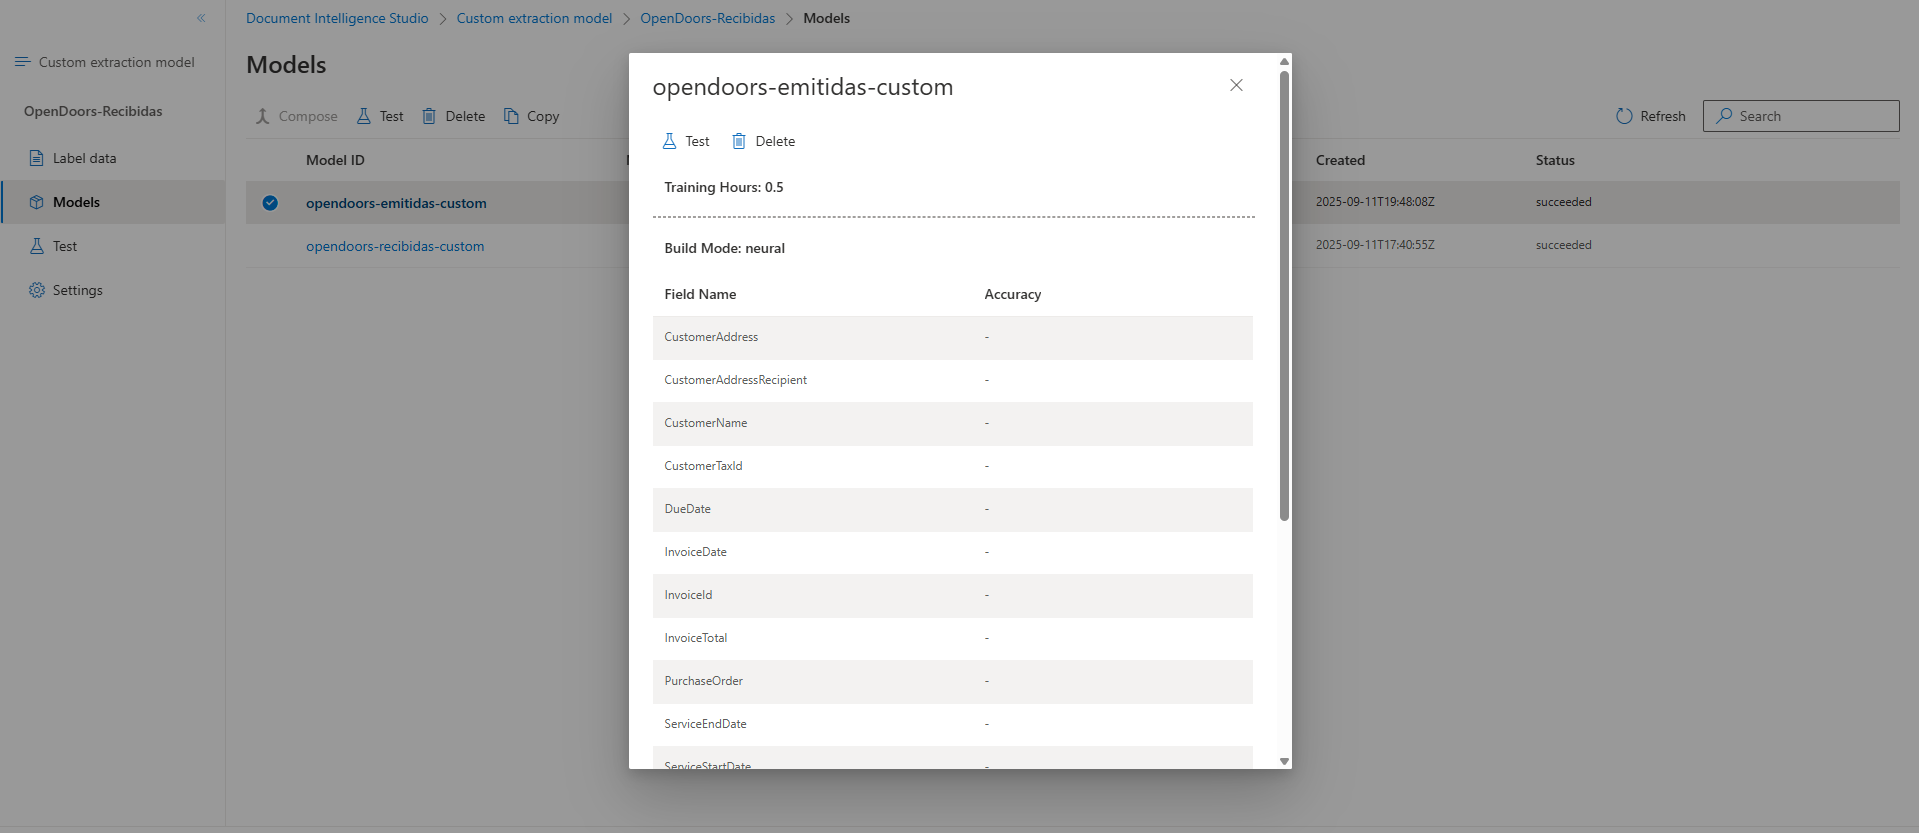 Document Intelligence Studio > Custom extraction model > OpenDoors-Recibidas > Models
Custom extraction model
OpenDoors-Recibidas
Label data
Models
Test
Settings
Models
Compose Test Delete Copy
Refresh Search
Model ID Created Status
opendoors-emitidas-custom 2025-09-11T19:48:08Z succeeded
opendoors-recibidas-custom 2025-09-11T17:40:55Z succeeded
opendoors-emitidas-custom
Test Delete
Training Hours: 0.5
Build Mode: neural
Field Name Accuracy
CustomerAddress -
CustomerAddressRecipient -
CustomerName -
CustomerTaxId -
DueDate -
InvoiceDate -
InvoiceId -
InvoiceTotal -
PurchaseOrder -
ServiceEndDate -
ServiceStartDate -